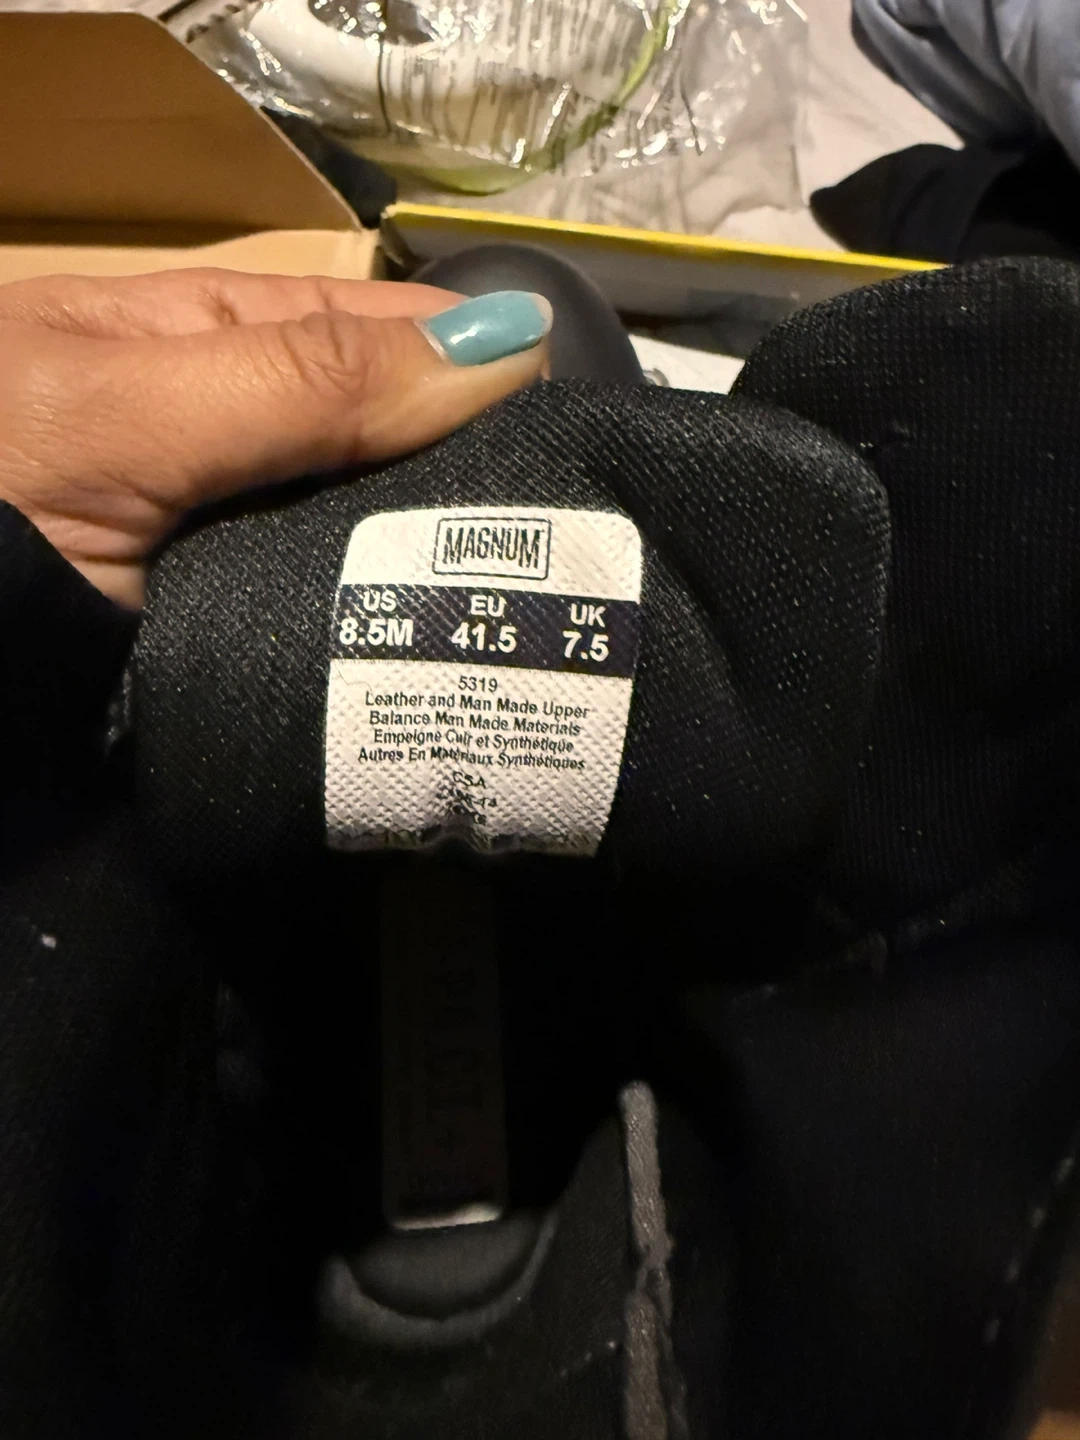 MAGNUM
US EU UK
8.5M 41.5 7.5
5319
Leather and Man Made Upper
Balance Man Made Materials
Empeigne Cuir et Synthétique
Autres En Matériaux Synthétiques
CSA